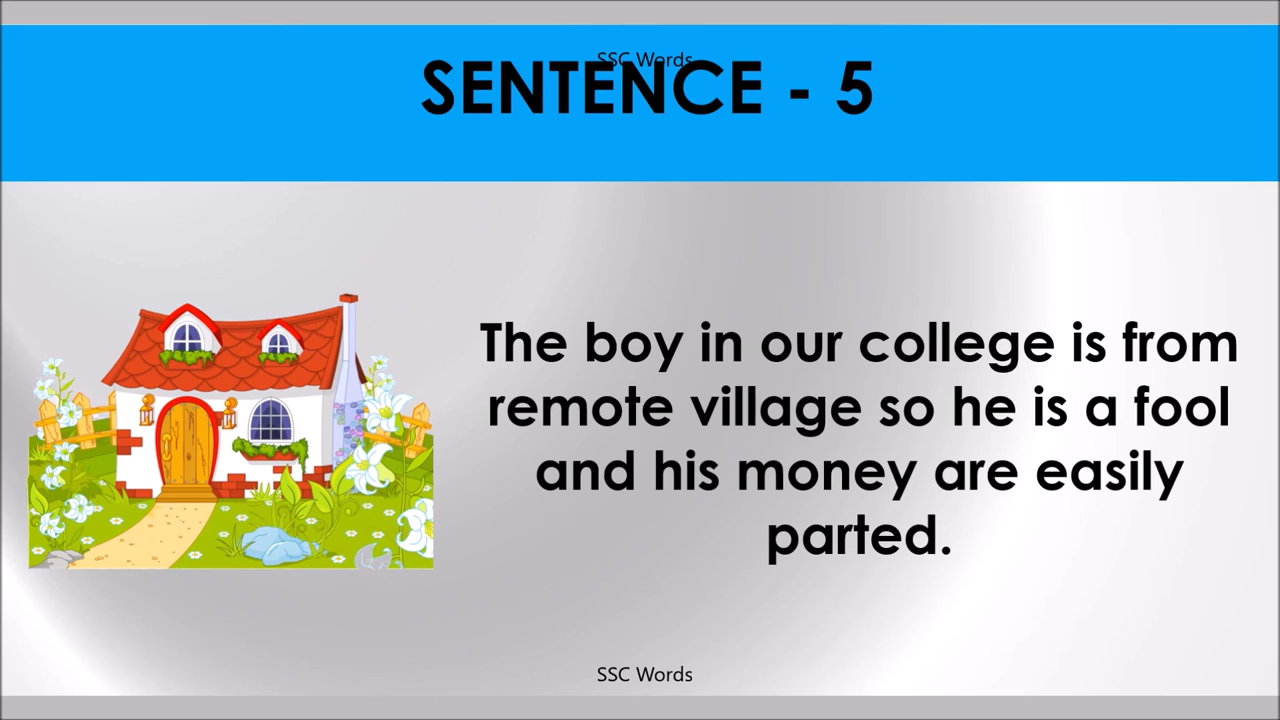 SSC Words
SENTENCE - 5
The boy in our college is from
remote village so he is a fool
and his money are easily
parted.
SSC Words